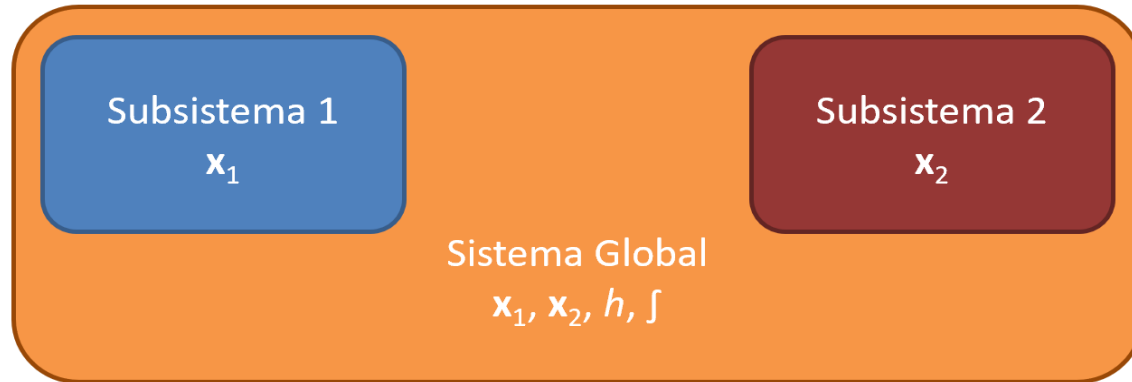 Subsistema 1
x₁
Subsistema 2
x₂
Sistema Global
x₁, x₂, h, ∫